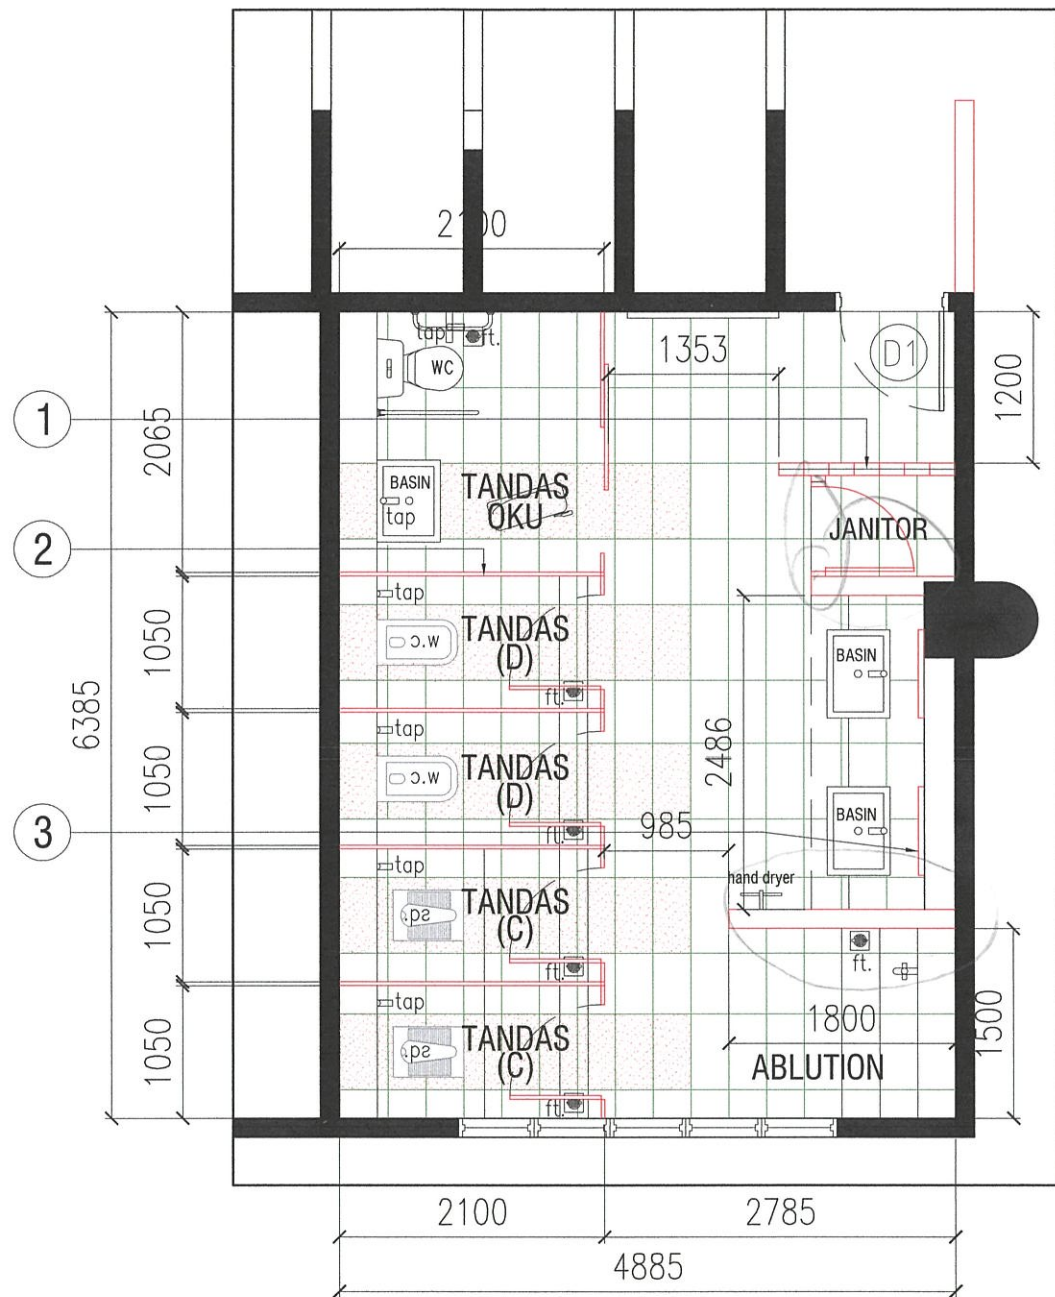 2100
tap
ft.
WC
1353
D1
1200
1
2065
BASIN
tap
TANDAS
OKU
JANITOR
2
tap
1050
W.C
TANDAS
(D)
BASIN
ft.
6385
tap
2486
1050
W.C
TANDAS
(D)
BASIN
3
ft.
985
tap
hand dryer
1050
sq.
TANDAS
(C)
ft.
ft.
tap
1800
1500
1050
sq.
TANDAS
(C)
ABLUTION
ft.
2100
2785
4885